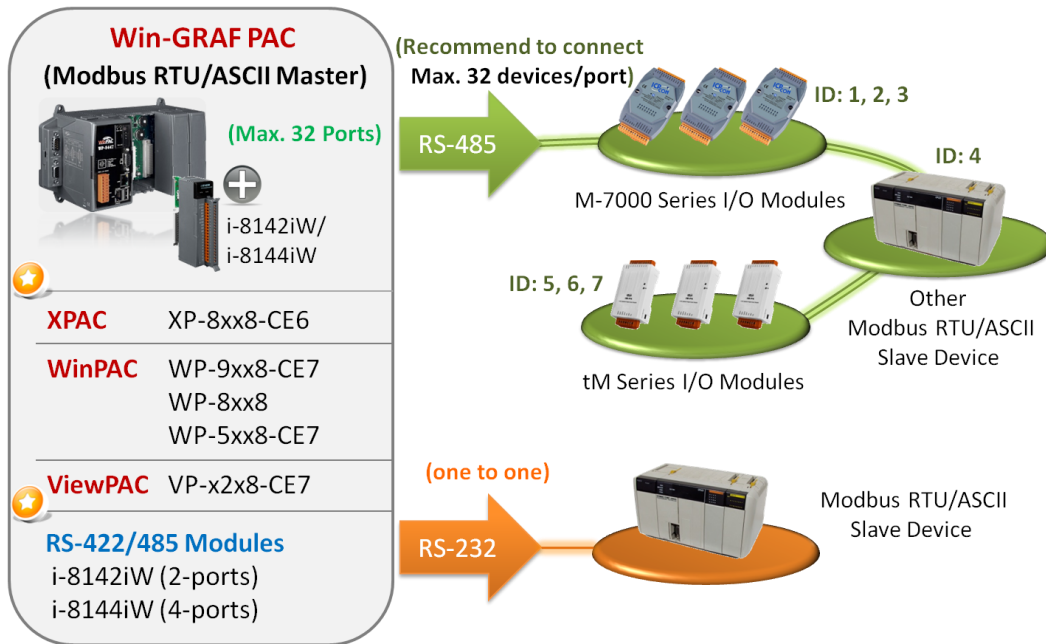 Win-GRAF PAC
(Modbus RTU/ASCII Master)
(Max. 32 Ports)
i-8142iW/
i-8144iW
XPAC XP-8xx8-CE6
WinPAC WP-9xx8-CE7
WP-8xx8
WP-5xx8-CE7
ViewPAC VP-x2x8-CE7
RS-422/485 Modules
i-8142iW (2-ports)
i-8144iW (4-ports)
(Recommend to connect
Max. 32 devices/port)
RS-485
ID: 1, 2, 3
M-7000 Series I/O Modules
ID: 4
Other
Modbus RTU/ASCII
Slave Device
ID: 5, 6, 7
tM Series I/O Modules
(one to one)
RS-232
Modbus RTU/ASCII
Slave Device